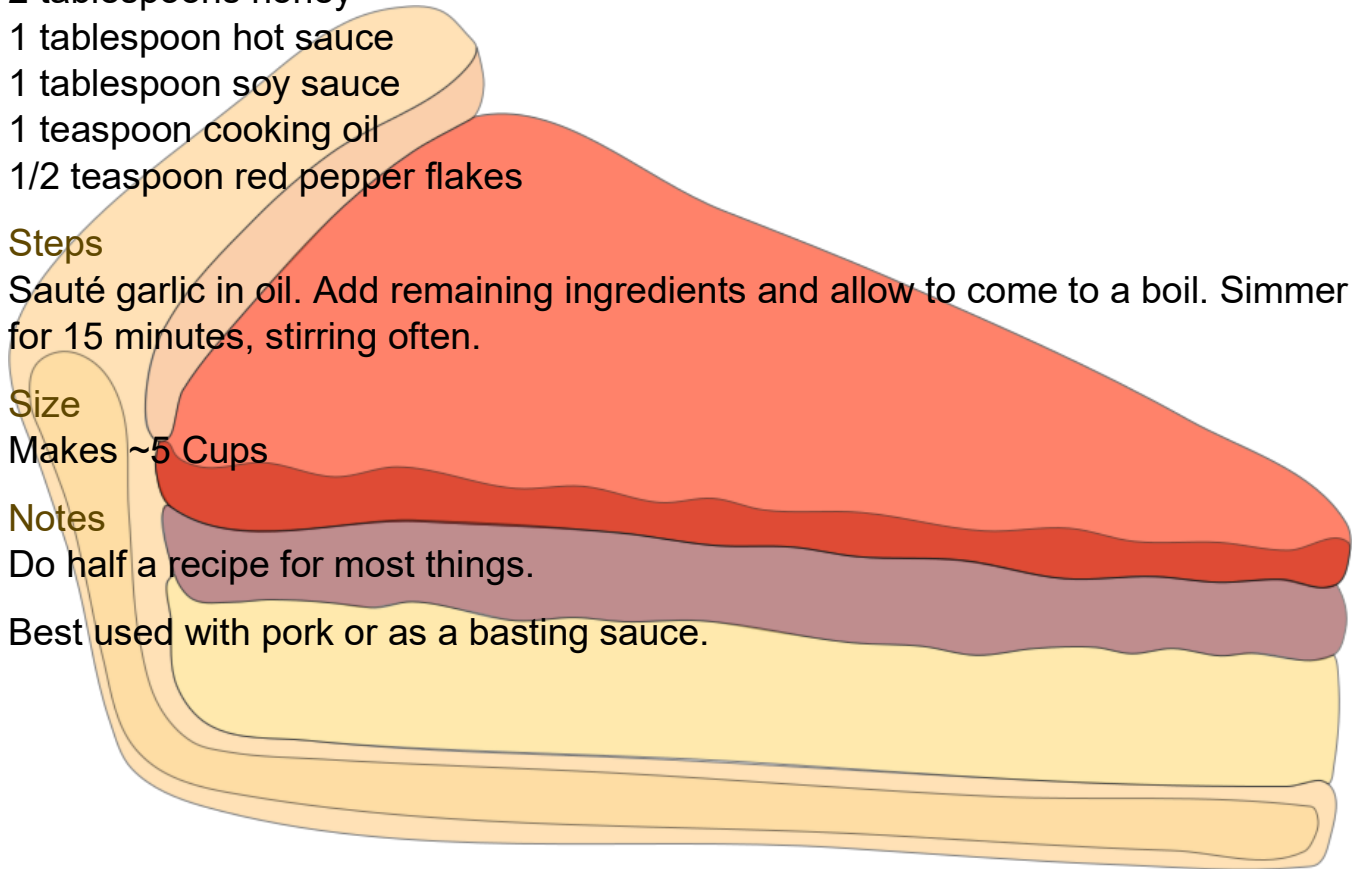 2 tablespoons honey
1 tablespoon hot sauce
1 tablespoon soy sauce
1 teaspoon cooking oil
1/2 teaspoon red pepper flakes
Steps
Sauté garlic in oil. Add remaining ingredients and allow to come to a boil. Simmer
for 15 minutes, stirring often.
Size
Makes ~5 Cups
Notes
Do half a recipe for most things.
Best used with pork or as a basting sauce.